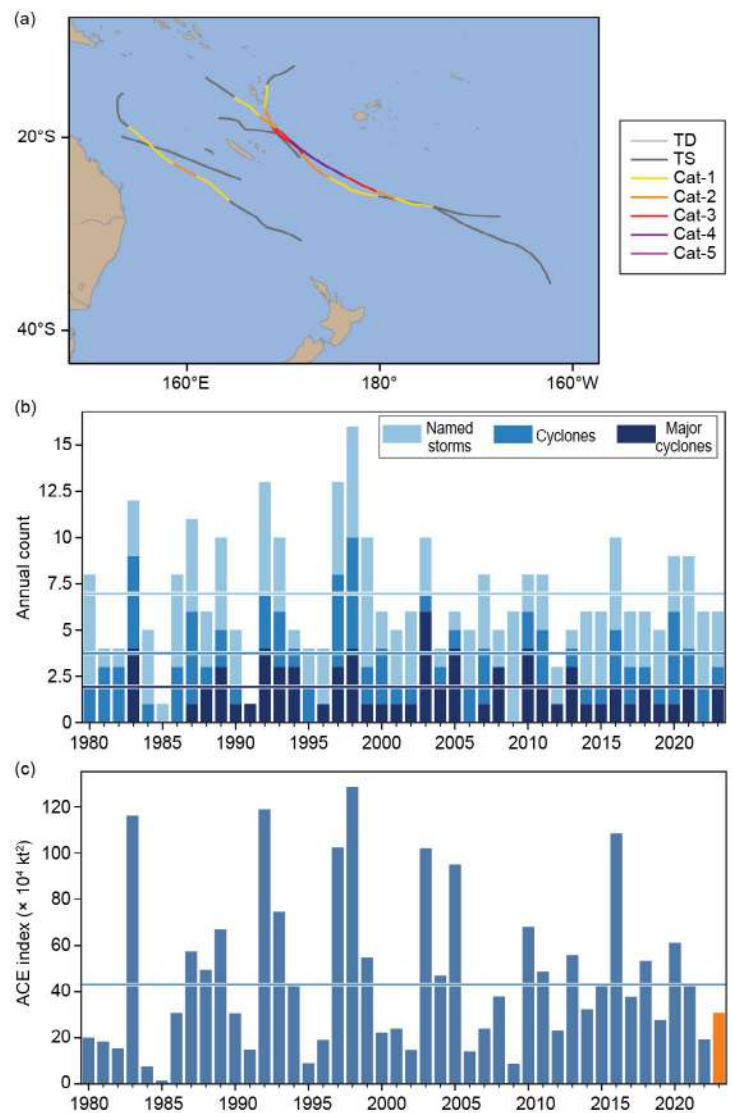 (a)
20°S
40°S
160°E
180°
160°W
TD
TS
Cat-1
Cat-2
Cat-3
Cat-4
Cat-5
(b)
Named storms
Cyclones
Major cyclones
Annual count
15
12.5
10
7.5
5
2.5
0
1980 1985 1990 1995 2000 2005 2010 2015 2020
(c)
ACE index (× 10⁴ kt²)
120
100
80
60
40
20
0
1980 1985 1990 1995 2000 2005 2010 2015 2020